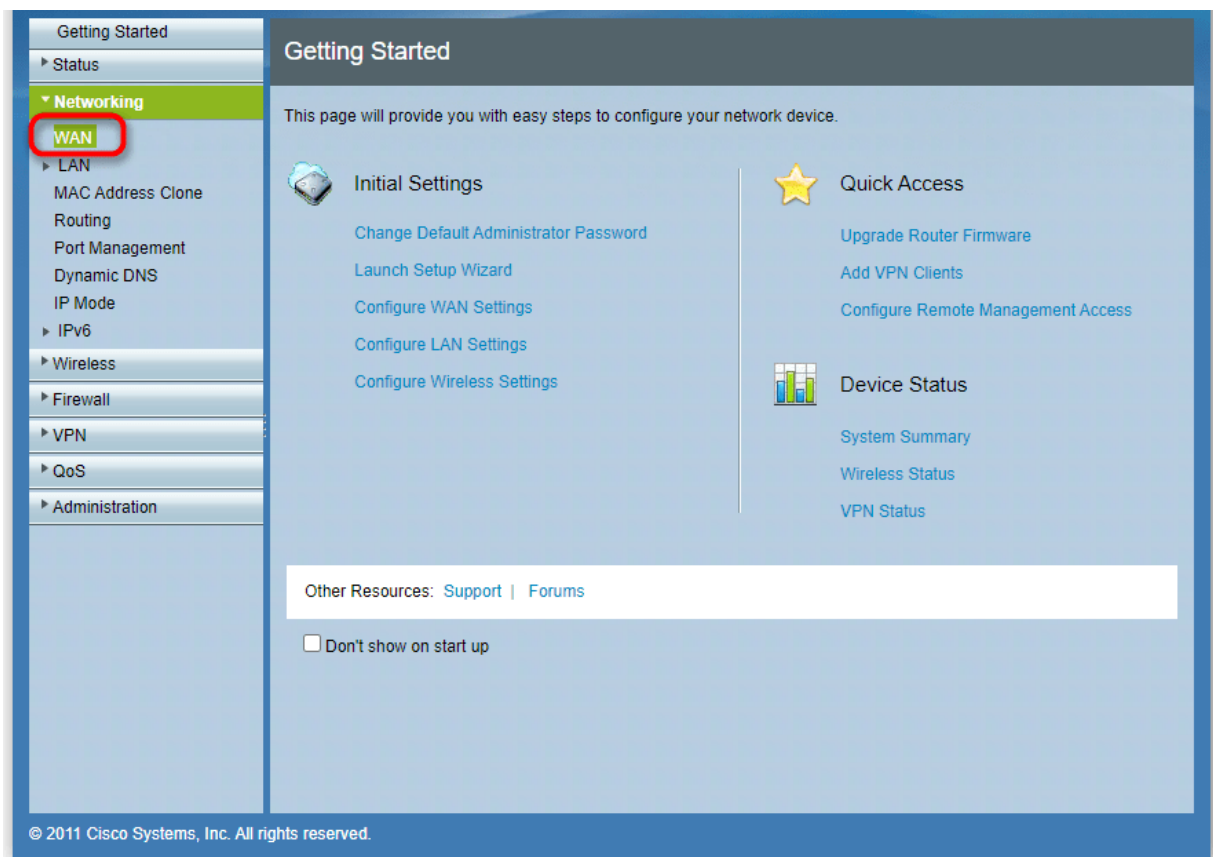 Getting Started
Status
Networking
WAN
LAN
MAC Address Clone
Routing
Port Management
Dynamic DNS
IP Mode
IPv6
Wireless
Firewall
VPN
QoS
Administration
Getting Started
This page will provide you with easy steps to configure your network device.
Initial Settings
Change Default Administrator Password
Launch Setup Wizard
Configure WAN Settings
Configure LAN Settings
Configure Wireless Settings
Quick Access
Upgrade Router Firmware
Add VPN Clients
Configure Remote Management Access
Device Status
System Summary
Wireless Status
VPN Status
Other Resources: Support | Forums
Don't show on start up
© 2011 Cisco Systems, Inc. All rights reserved.